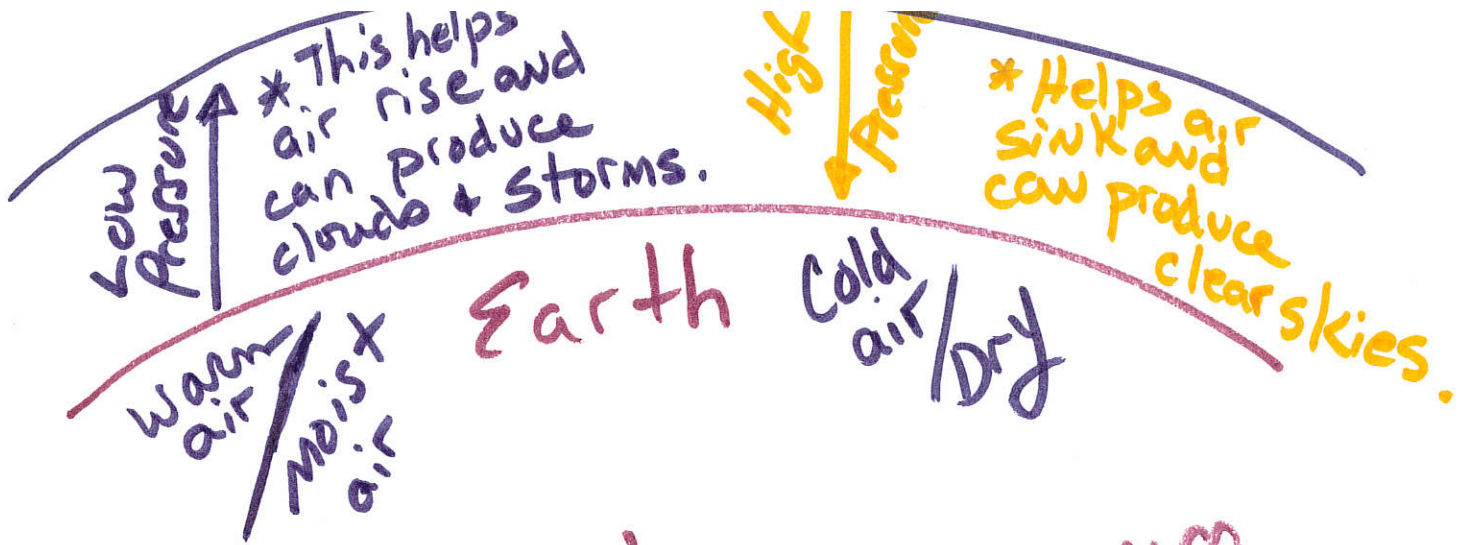 Low
Pressure
* This helps
air rise and
can produce
clouds & Storms.
High
Pressure
* Helps air
sink and
can produce
clear skies.
Earth
Warm
air
Moist
air
Cold
air
Dry